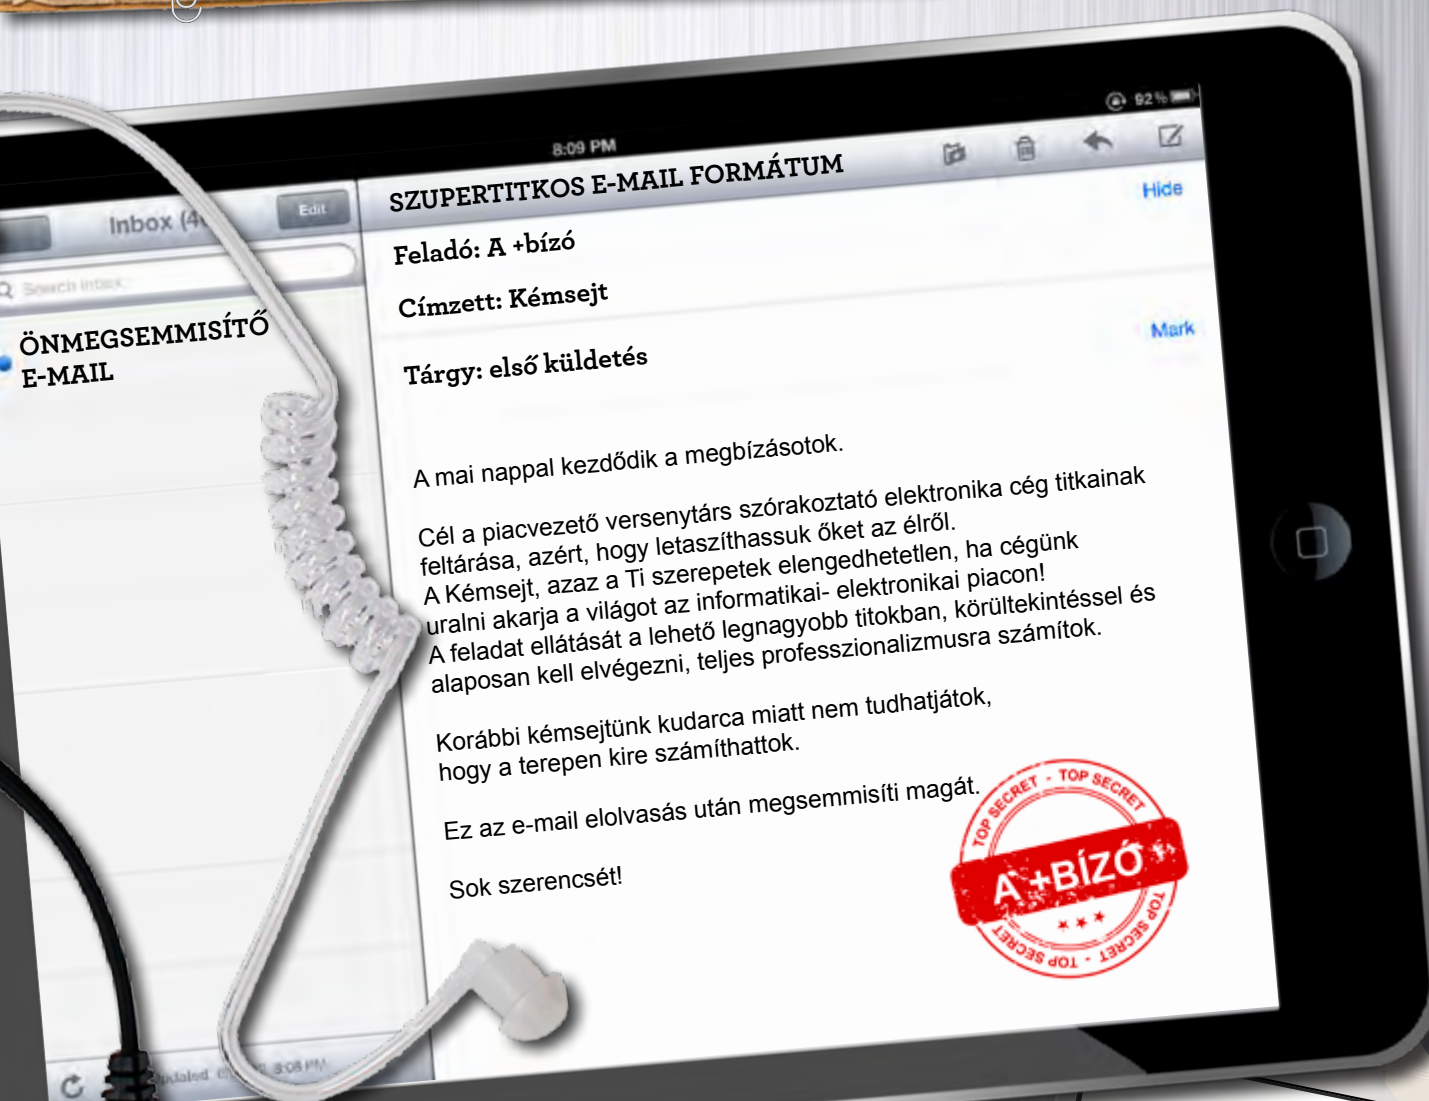 8:09 PM
92%
Inbox
Edit
Search Inbox
ÖNMEGSEMMISÍTŐ
E-MAIL
SZUPERTITKOS E-MAIL FORMÁTUM
Hide
Feladó: A +bízó
Címzett: Kémsejt
Mark
Tárgy: első küldetés
A mai nappal kezdődik a megbízásotok.
Cél a piacvezető versenytárs szórakoztató elektronika cég titkainak
feltárása, azért, hogy letaszíthassuk őket az élről.
A Kémsejt, azaz a Ti szerepetek elengedhetetlen, ha cégünk
uralni akarja a világot az informatikai- elektronikai piacon!
A feladat ellátását a lehető legnagyobb titokban, körültekintéssel és
alaposan kell elvégezni, teljes professzionalizmusra számítok.
Korábbi kémsejtünk kudarca miatt nem tudhatjátok,
hogy a terepen kire számíthattok.
Ez az e-mail elolvasás után megsemmisíti magát.
Sok szerencsét!
TOP SECRET - TOP SECRET
A +BÍZÓ
TOP SECRET - TOP SECRET
8:08 PM